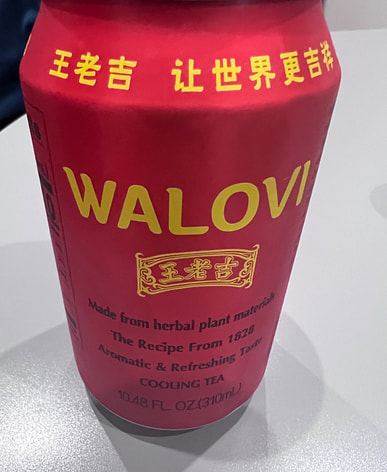 王老吉 让世界更吉祥
WALOVI
王老吉
Made from herbal plant materials
The Recipe From 1828
Aromatic & Refreshing Taste
COOLING TEA
10.48 FL. OZ.(310mL)